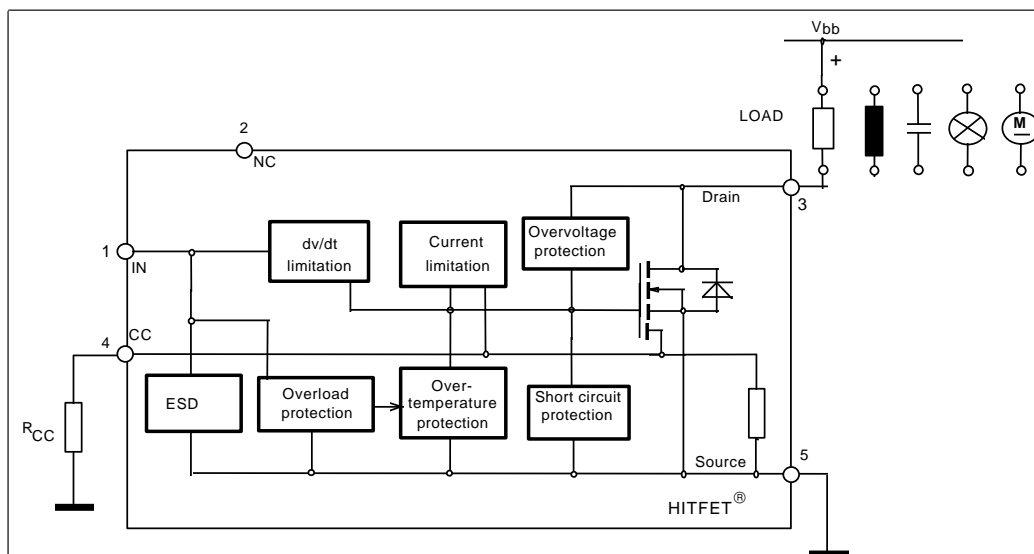 Vbb
+
LOAD
M
2
NC
Drain
3
1
IN
dv/dt
limitation
Current
limitation
Overvoltage
protection
4
CC
ESD
Overload
protection
Over-
temperature
protection
Short circuit
protection
RCC
Source
5
HITFET®